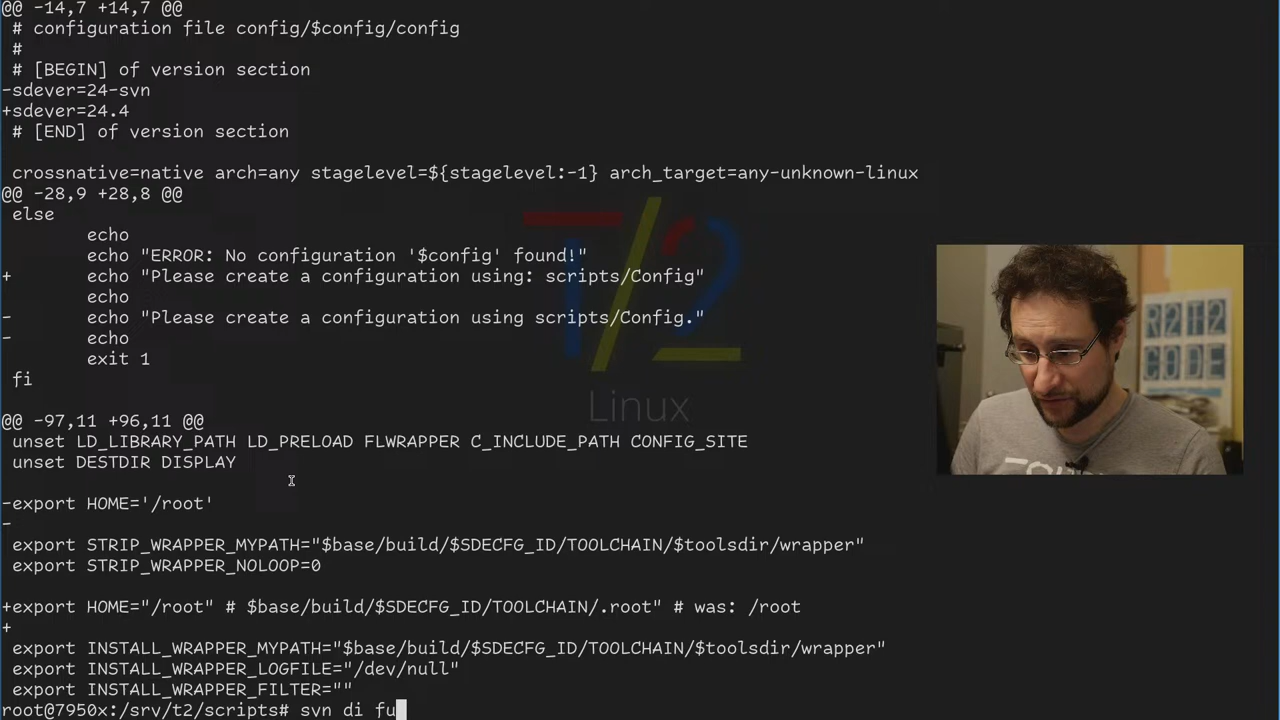 @@ -14,7 +14,7 @@
 # configuration file config/$config/config
 #
 # [BEGIN] of version section
-sdever=24-svn
+sdever=24.4
 # [END] of version section

 crossnative=native arch=any stagelevel=${stagelevel:-1} arch_target=any-unknown-linux
@@ -28,9 +28,8 @@
 else
        echo
        echo "ERROR: No configuration '$config' found!"
+       echo "Please create a configuration using: scripts/Config"
        echo
-       echo "Please create a configuration using scripts/Config."
-       echo
        exit 1
 fi

@@ -97,11 +96,11 @@
 unset LD_LIBRARY_PATH LD_PRELOAD FLWRAPPER C_INCLUDE_PATH CONFIG_SITE
 unset DESTDIR DISPLAY

-export HOME='/root'
-
 export STRIP_WRAPPER_MYPATH="$base/build/$SDECFG_ID/TOOLCHAIN/$toolsdir/wrapper"
 export STRIP_WRAPPER_NOLOOP=0

+export HOME="/root" # $base/build/$SDECFG_ID/TOOLCHAIN/.root" # was: /root
+
 export INSTALL_WRAPPER_MYPATH="$base/build/$SDECFG_ID/TOOLCHAIN/$toolsdir/wrapper"
 export INSTALL_WRAPPER_LOGFILE="/dev/null"
 export INSTALL_WRAPPER_FILTER=""
root@7950x:/srv/t2/scripts# svn di fu
T/2
Linux
R2T2
CODE